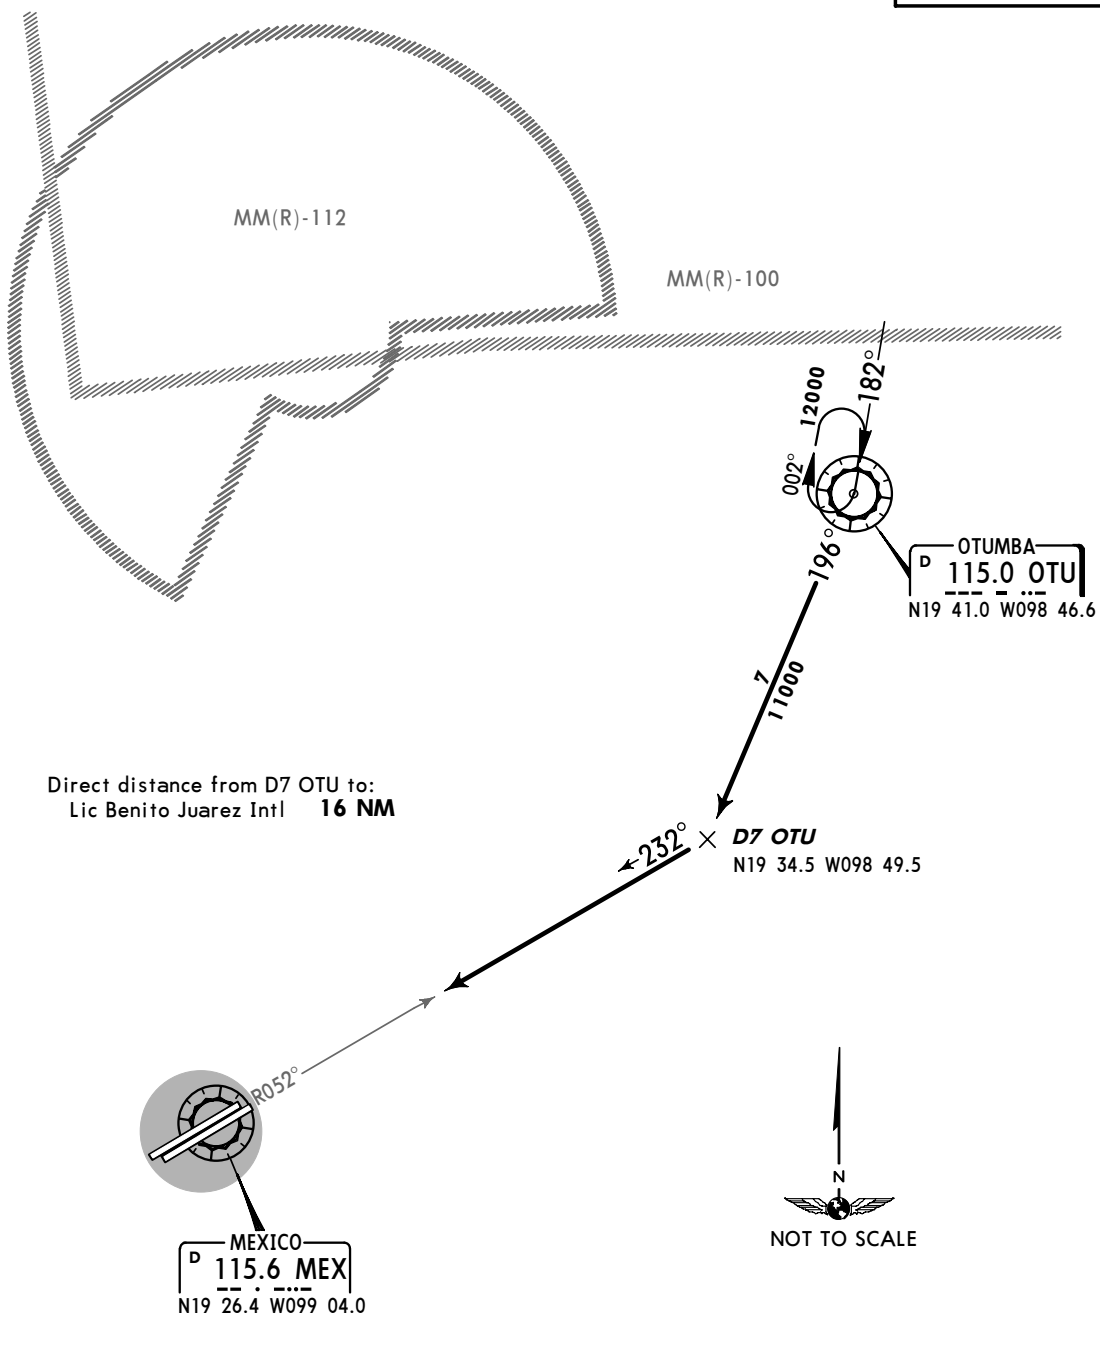 MM(R)-112
MM(R)-100
182°
12000
002°
196°
OTUMBA
D 115.0 OTU
N19 41.0 W098 46.6
7
11000
Direct distance from D7 OTU to:
Lic Benito Juarez Intl 16 NM
232°
D7 OTU
N19 34.5 W098 49.5
R052°
N
NOT TO SCALE
MEXICO
D 115.6 MEX
N19 26.4 W099 04.0